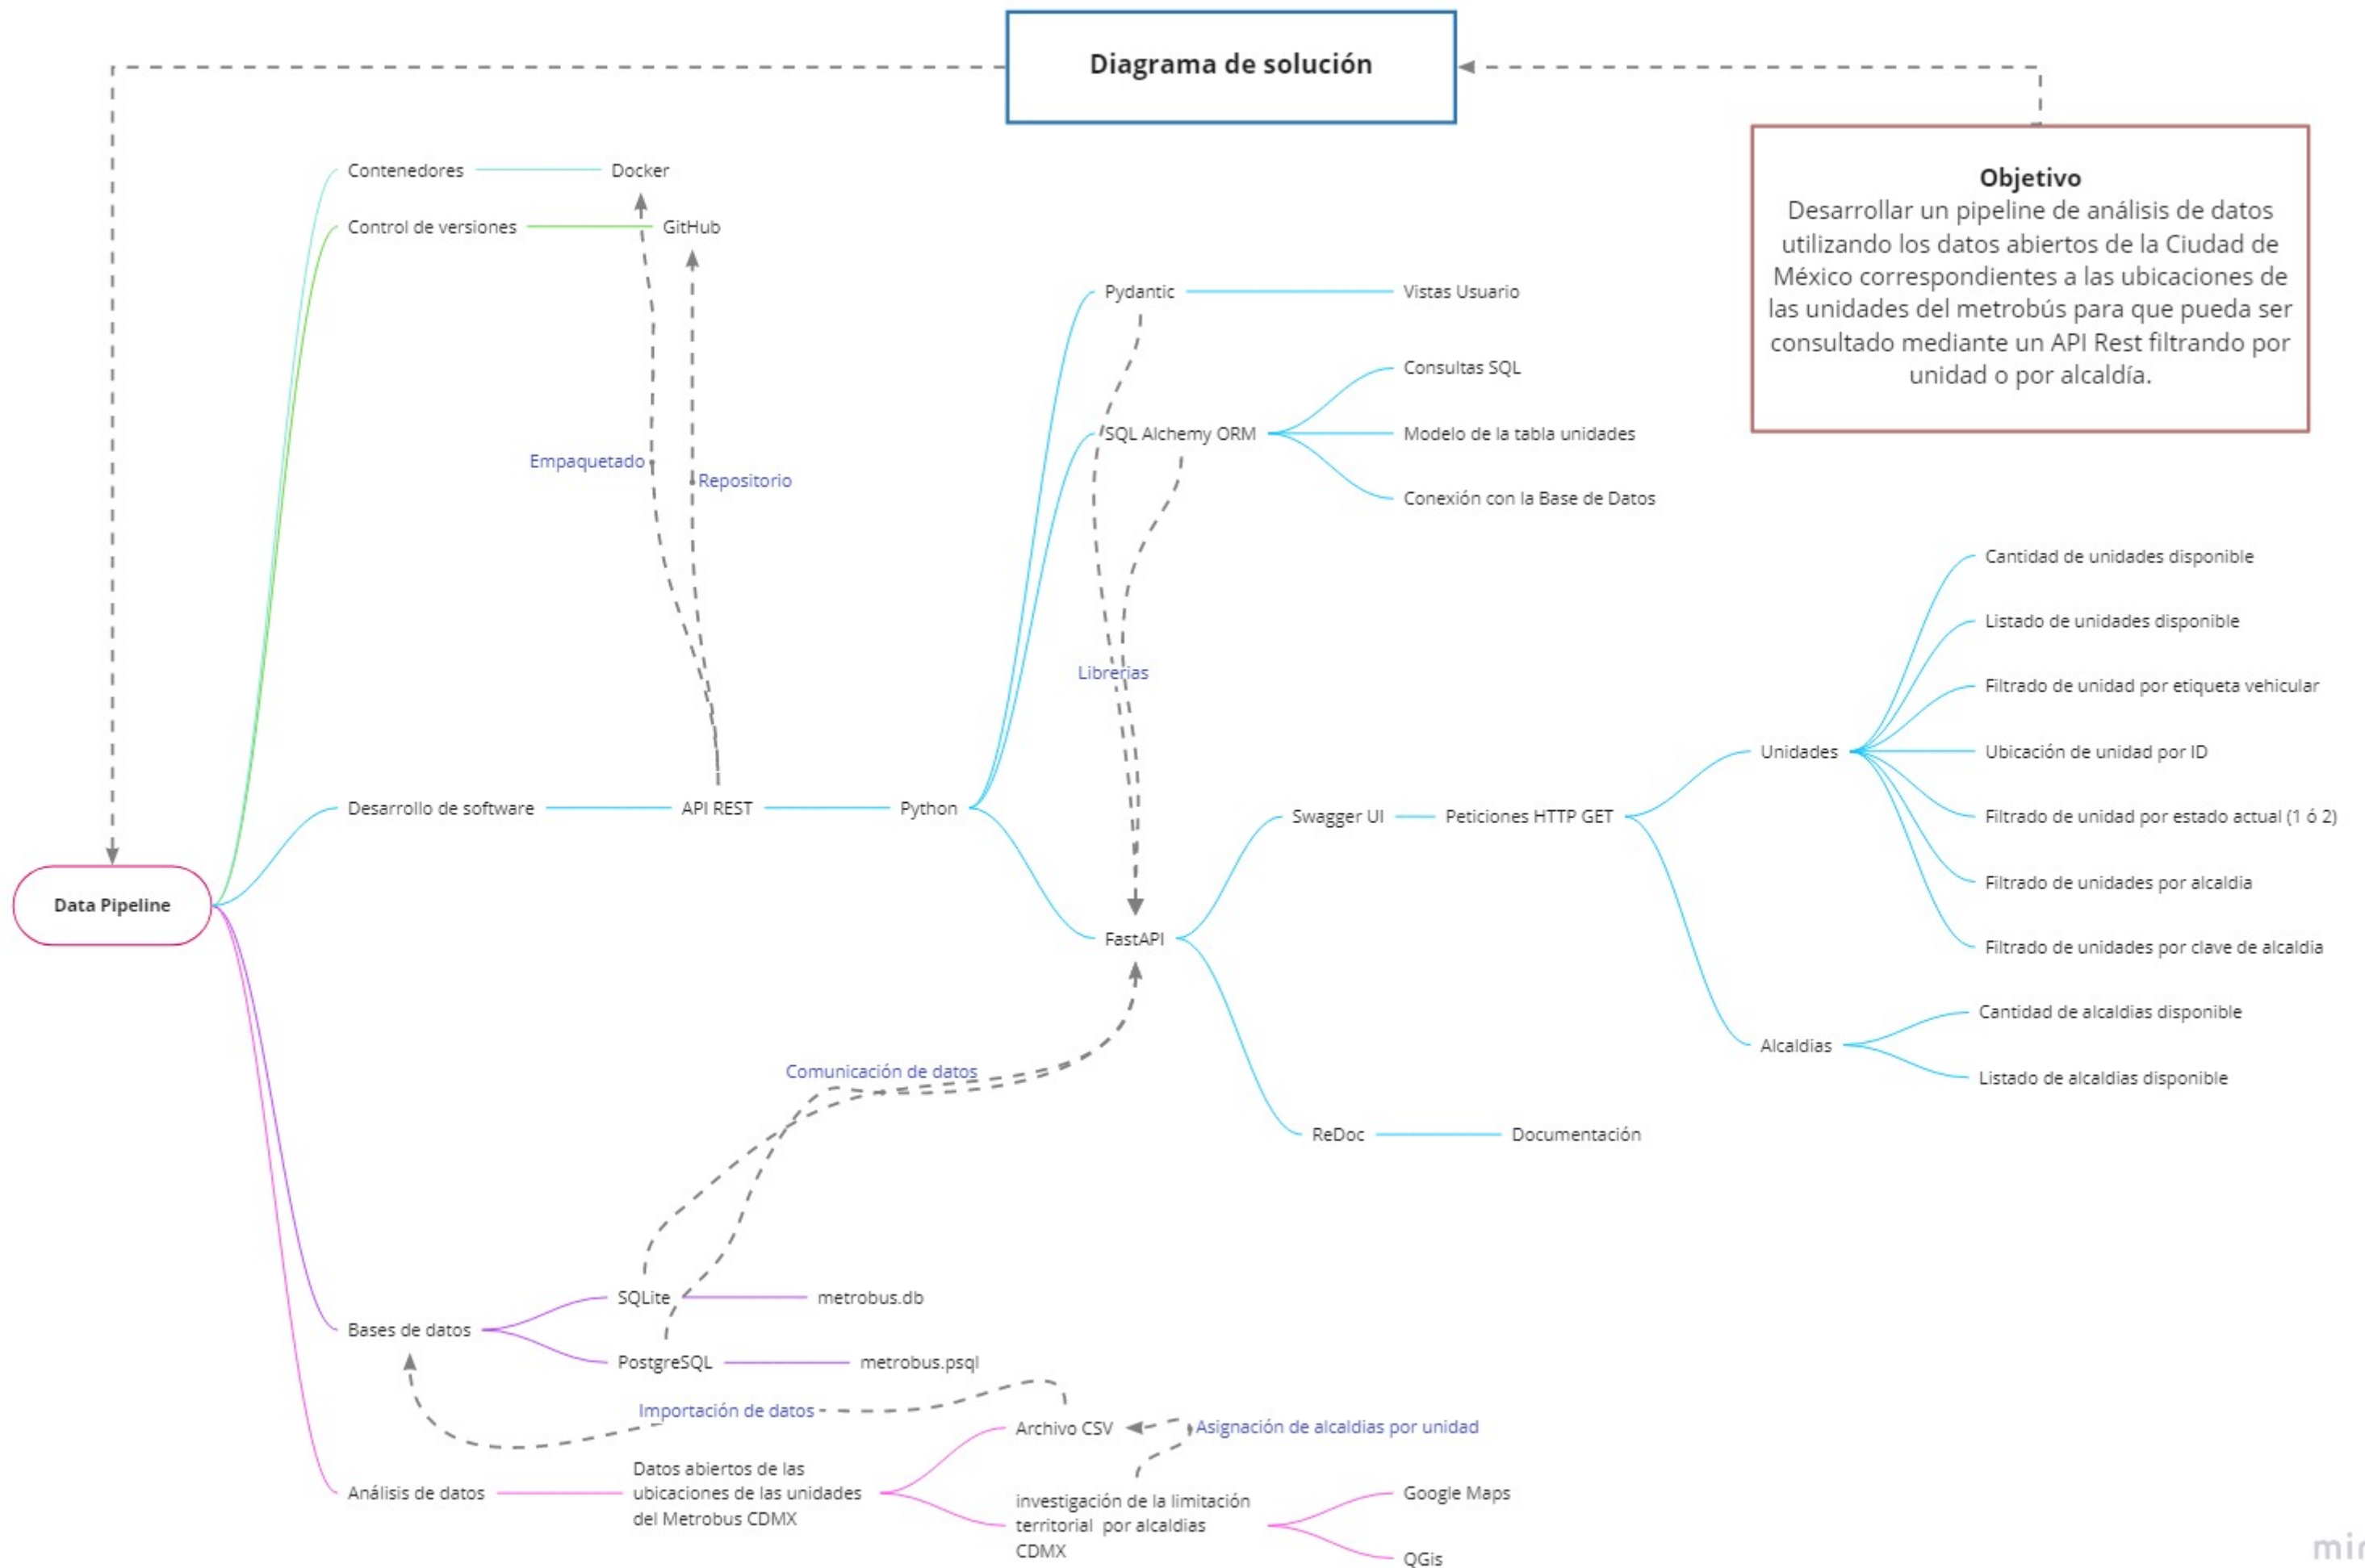 Diagrama de solución
Objetivo
Desarrollar un pipeline de análisis de datos
utilizando los datos abiertos de la Ciudad de
México correspondientes a las ubicaciones de
las unidades del metrobús para que pueda ser
consultado mediante un API Rest filtrando por
unidad o por alcaldía.
Data Pipeline
Contenedores
Docker
Control de versiones
GitHub
Empaquetado
Repositorio
Desarrollo de software
API REST
Python
Pydantic
Vistas Usuario
SQL Alchemy ORM
Consultas SQL
Modelo de la tabla unidades
Conexión con la Base de Datos
Librerias
FastAPI
Swagger UI
Peticiones HTTP GET
Unidades
Cantidad de unidades disponible
Listado de unidades disponible
Filtrado de unidad por etiqueta vehicular
Ubicación de unidad por ID
Filtrado de unidad por estado actual (1 ó 2)
Filtrado de unidades por alcaldia
Filtrado de unidades por clave de alcaldia
Alcaldias
Cantidad de alcaldias disponible
Listado de alcaldias disponible
ReDoc
Documentación
Comunicación de datos
Bases de datos
SQLite
metrobus.db
PostgreSQL
metrobus.psql
Importación de datos
Análisis de datos
Datos abiertos de las
ubicaciones de las unidades
del Metrobus CDMX
Archivo CSV
Asignación de alcaldias por unidad
investigación de la limitación
territorial por alcaldias
CDMX
Google Maps
QGis